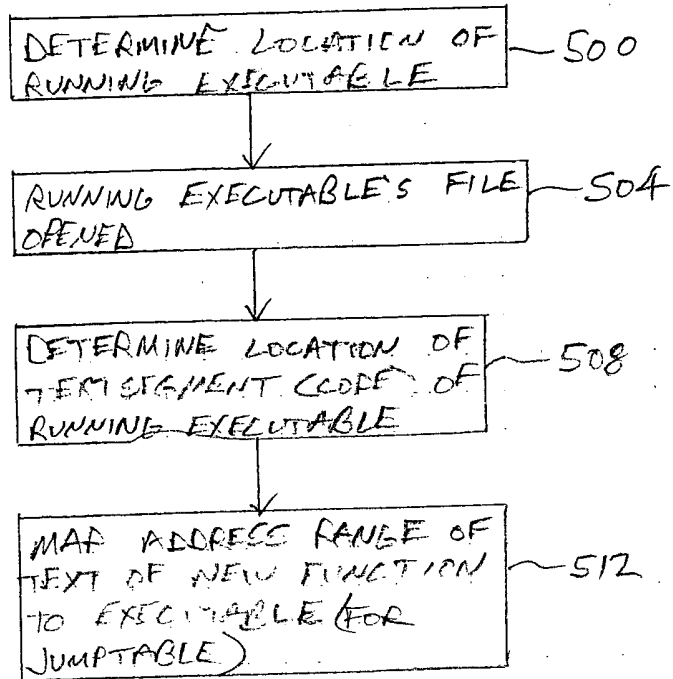 DETERMINE LOCATION OF
RUNNING EXECUTABLE
500
RUNNING EXECUTABLE'S FILE
OPENED
504
DETERMINE LOCATION OF
TEXT SEGMENT (CODE) OF
RUNNING EXECUTABLE
508
MAP ADDRESS RANGE OF
TEXT OF NEW FUNCTION
TO EXECUTABLE (FOR
JUMPTABLE)
512